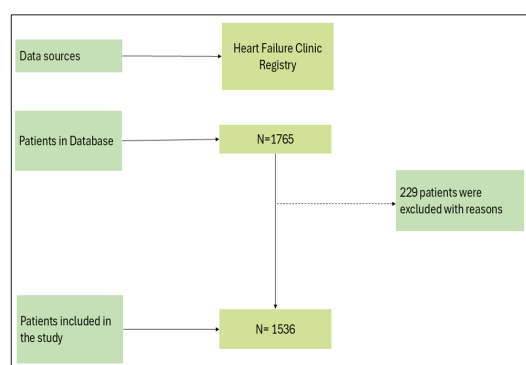 Data sources
Heart Failure Clinic
Registry
Patients in Database
N=1765
229 patients were
excluded with reasons
Patients included in
the study
N= 1536